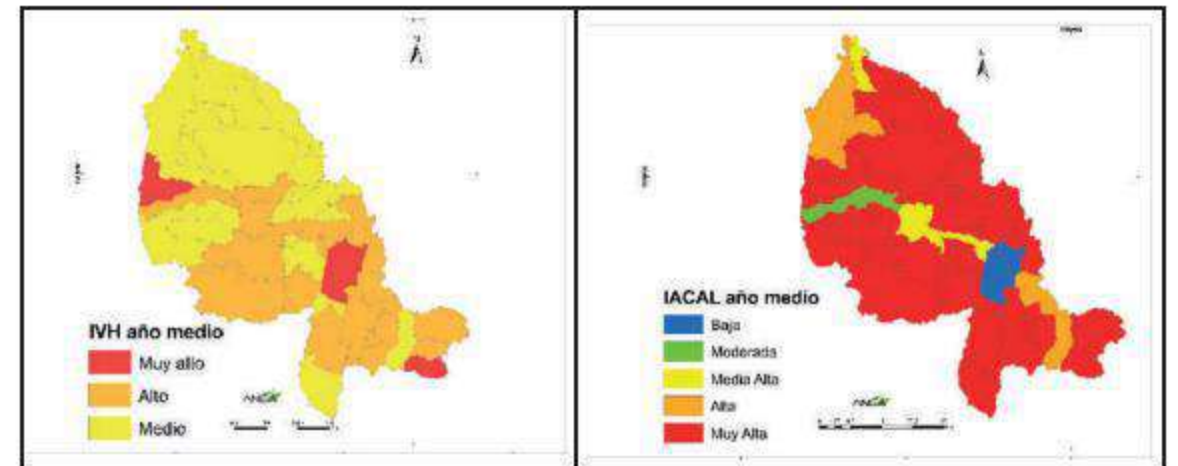 IVH año medio
Muy alto
Alto
Medio
IACAL año medio
Baja
Moderada
Media Alta
Alta
Muy Alta